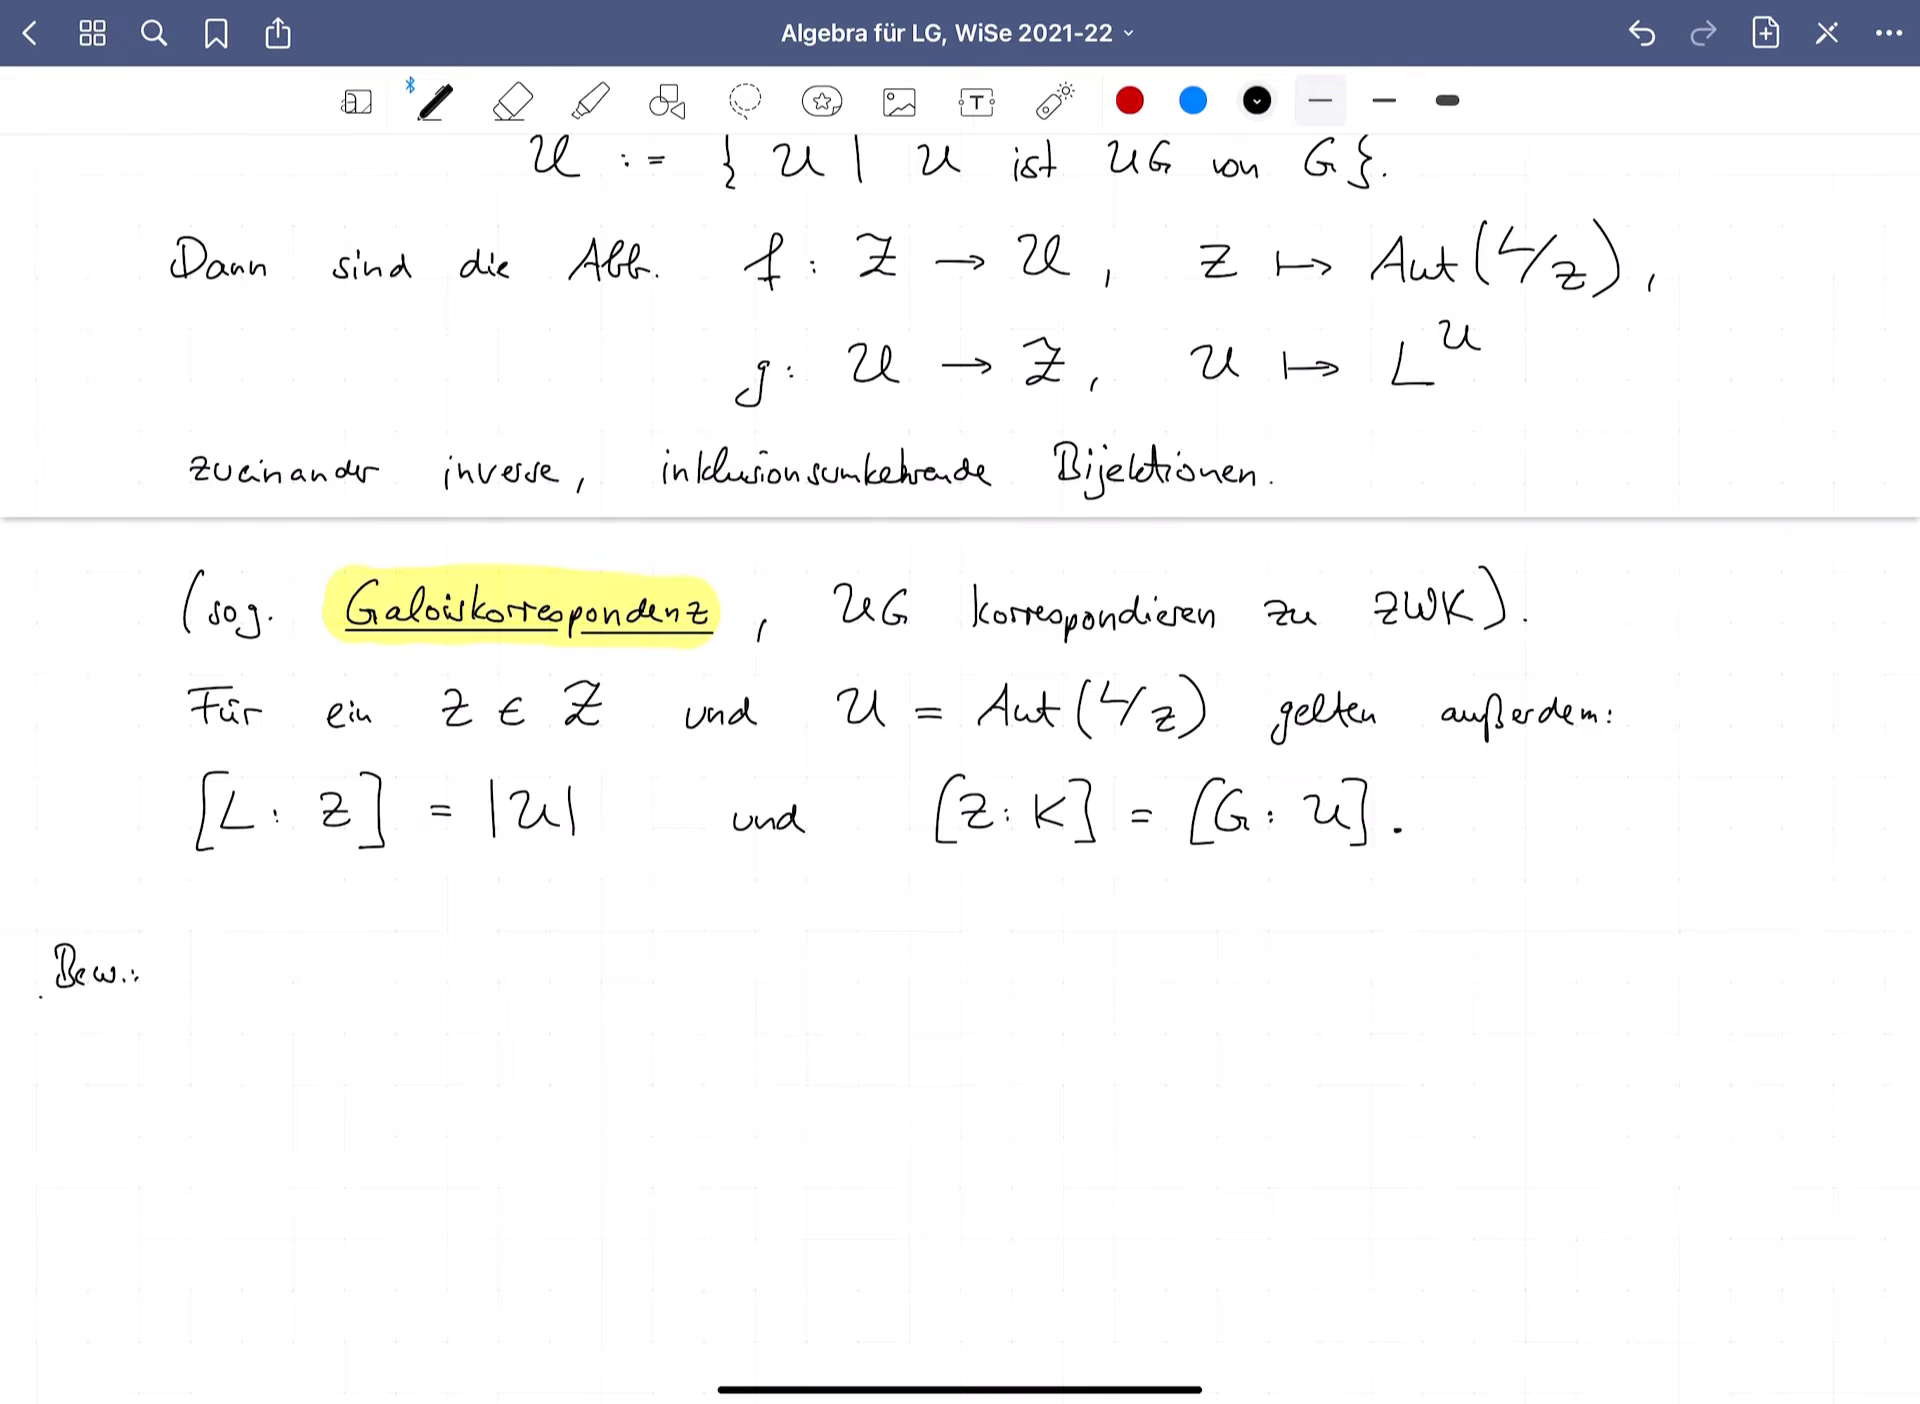 Algebra für LG, WiSe 2021-22
𝒰 := { U | U ist UG von G}.
Dann sind die Abb. f : 𝒵 → 𝒰, Z ↦ Aut(L/Z),
g : 𝒰 → 𝒵, U ↦ L^U
zueinander inverse, inklusionsumkehrende Bijektionen.
(sog. Galoiskorrespondenz, UG korrespondieren zu ZWK).
Für ein Z ∈ 𝒵 und U = Aut(L/Z) gelten außerdem:
[L : Z] = |U| und [Z : K] = [G : U].
Bew.: